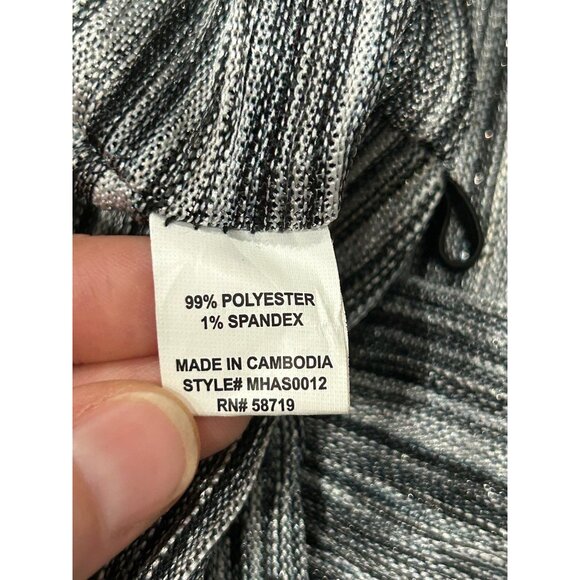 99% POLYESTER
1% SPANDEX
MADE IN CAMBODIA
STYLE# MHAS0012
RN# 58719